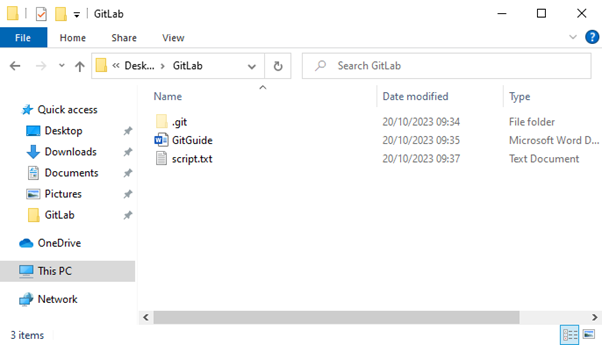 GitLab
File Home Share View
« Desk... > GitLab
Search GitLab
Name Date modified Type
Quick access
Desktop
Downloads
Documents
Pictures
GitLab
OneDrive
This PC
Network
.git 20/10/2023 09:34 File folder
GitGuide 20/10/2023 09:35 Microsoft Word D...
script.txt 20/10/2023 09:37 Text Document
3 items